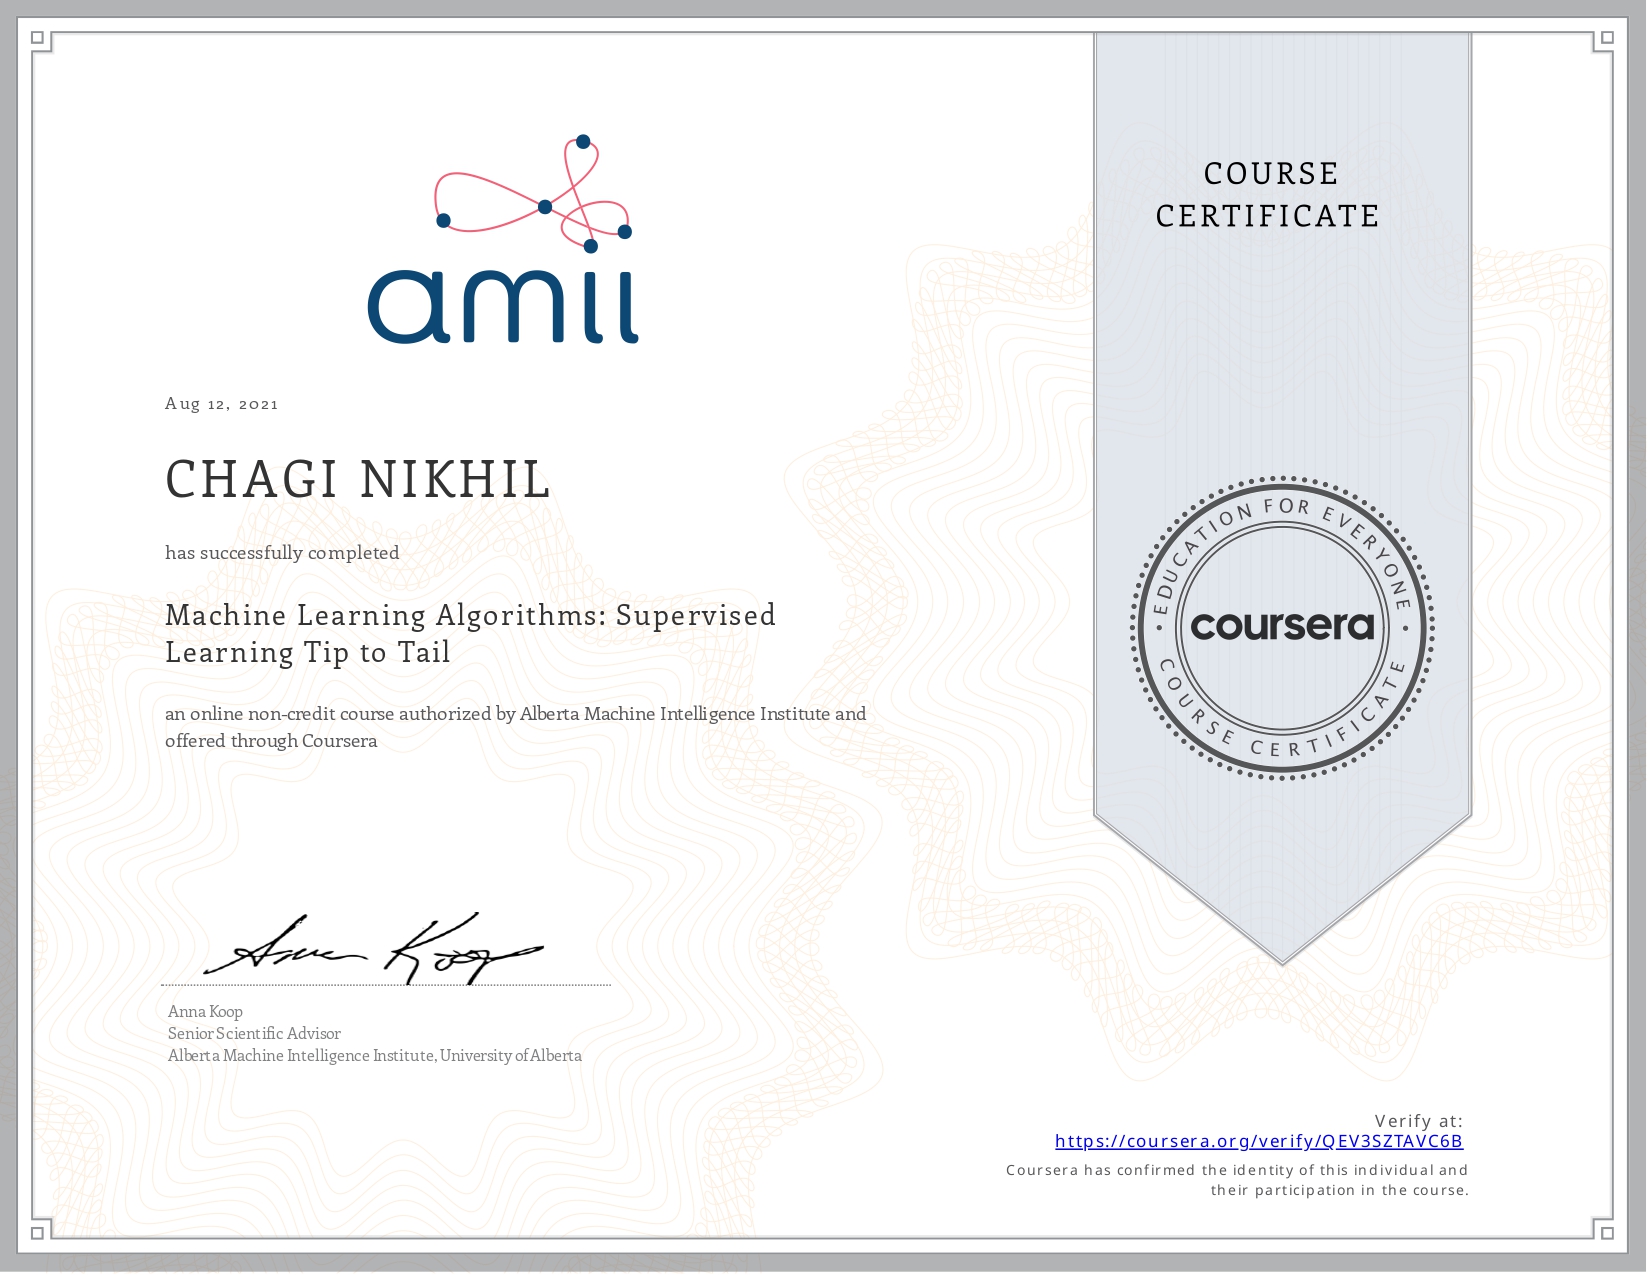 amii
Aug 12, 2021
CHAGI NIKHIL
has successfully completed
Machine Learning Algorithms: Supervised
Learning Tip to Tail
an online non-credit course authorized by Alberta Machine Intelligence Institute and
offered through Coursera
Anna Koop
Anna Koop
Senior Scientific Advisor
Alberta Machine Intelligence Institute, University of Alberta
COURSE
CERTIFICATE
EDUCATION FOR EVERYONE
coursera
COURSE CERTIFICATE
Verify at:
https://coursera.org/verify/QEV3SZTAVC6B
Coursera has confirmed the identity of this individual and
their participation in the course.